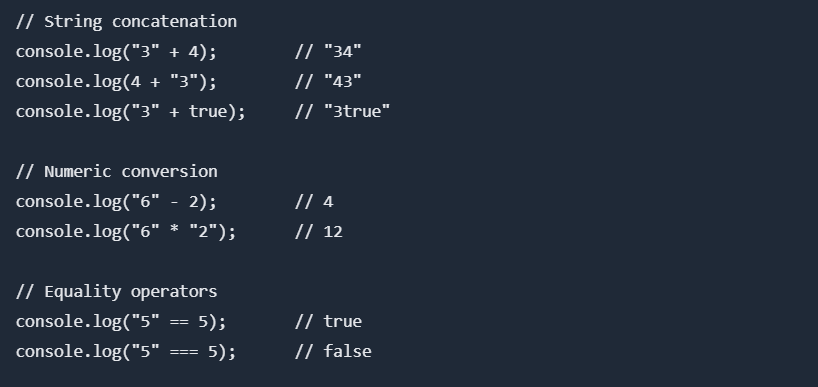 // String concatenation
console.log("3" + 4);        // "34"
console.log(4 + "3");        // "43"
console.log("3" + true);     // "3true"

// Numeric conversion
console.log("6" - 2);        // 4
console.log("6" * "2");      // 12

// Equality operators
console.log("5" == 5);       // true
console.log("5" === 5);      // false